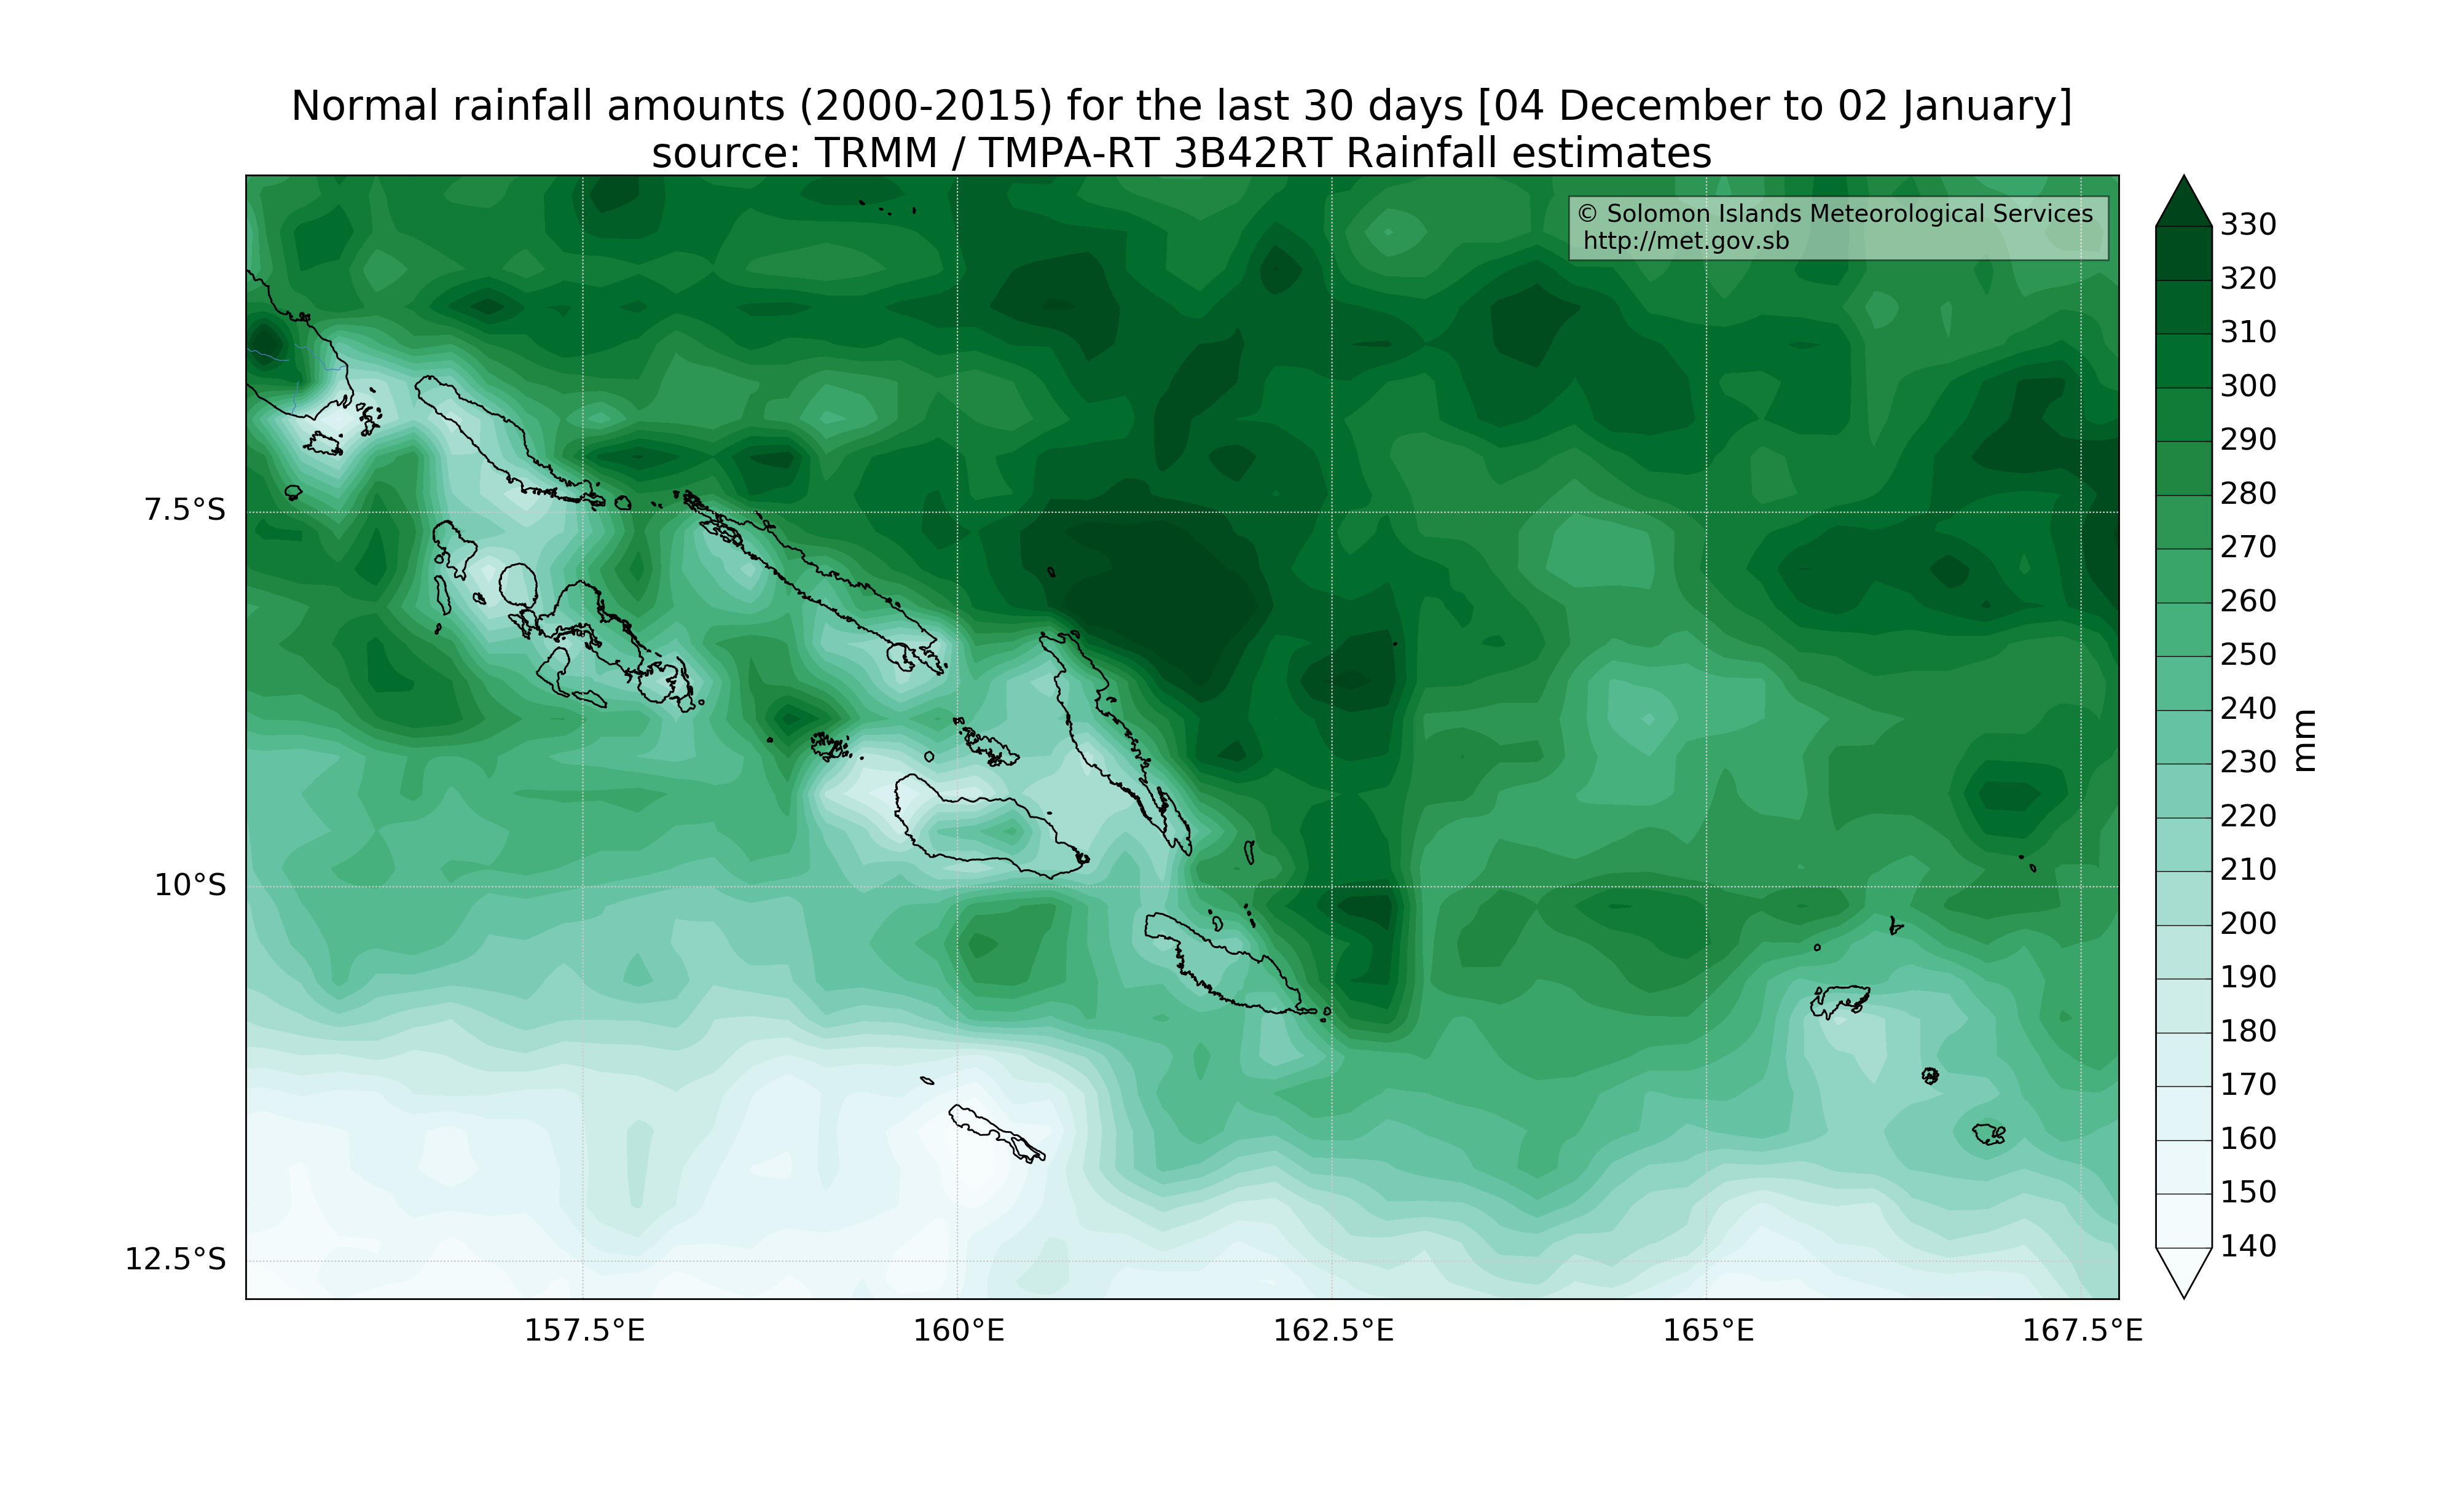 Normal rainfall amounts (2000-2015) for the last 30 days [04 December to 02 January]
source: TRMM / TMPA-RT 3B42RT Rainfall estimates
© Solomon Islands Meteorological Services
http://met.gov.sb
7.5°S
10°S
12.5°S
157.5°E
160°E
162.5°E
165°E
167.5°E
330
320
310
300
290
280
270
260
250
240
230
220
210
200
190
180
170
160
150
140
mm